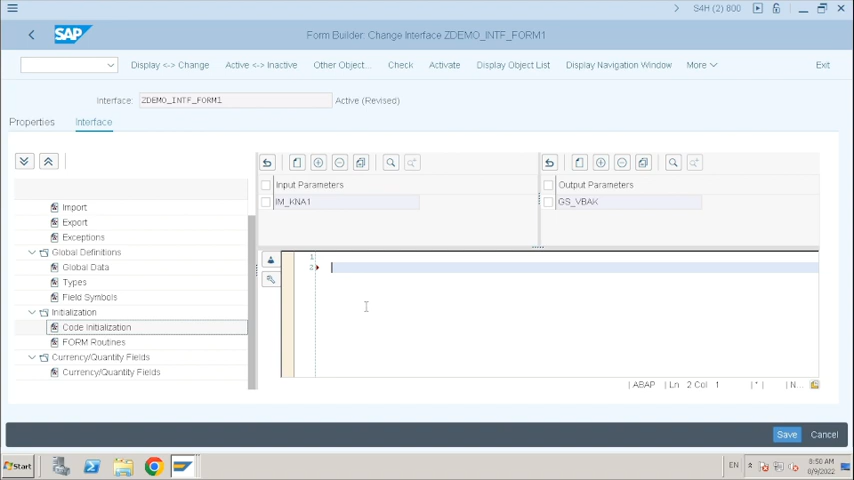 S4H (2) 800
SAP
Form Builder: Change Interface ZDEMO_INTF_FORM1
Display <-> Change Active <-> Inactive Other Object... Check Activate Display Object List Display Navigation Window More Exit
Interface: ZDEMO_INTF_FORM1 Active (Revised)
Properties Interface
Input Parameters
IM_KNA1
Output Parameters
GS_VBAK
Import
Export
Exceptions
Global Definitions
Global Data
Types
Field Symbols
Initialization
Code Initialization
FORM Routines
Currency/Quantity Fields
Currency/Quantity Fields
1
2
| ABAP | Ln 2 Col 1 | * | | N...
Save Cancel
Start EN 8:50 AM
8/9/2022